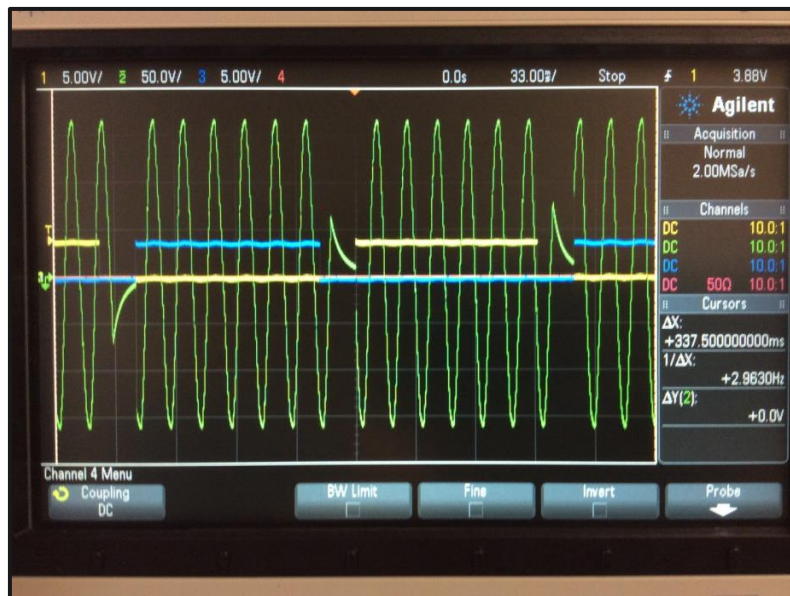 1 5.00V/ 2 50.0V/ 3 5.00V/ 4 0.0s 33.00⁠ms/ Stop 1 3.88V
Agilent
Acquisition
Normal
2.00MSa/s
Channels
DC 10.0:1
DC 10.0:1
DC 10.0:1
DC 50Ω 10.0:1
Cursors
ΔX:
+337.500000000ms
1/ΔX:
+2.9630Hz
ΔY(2):
+0.0V
T
Channel 4 Menu
Coupling BW Limit Fine Invert Probe
DC